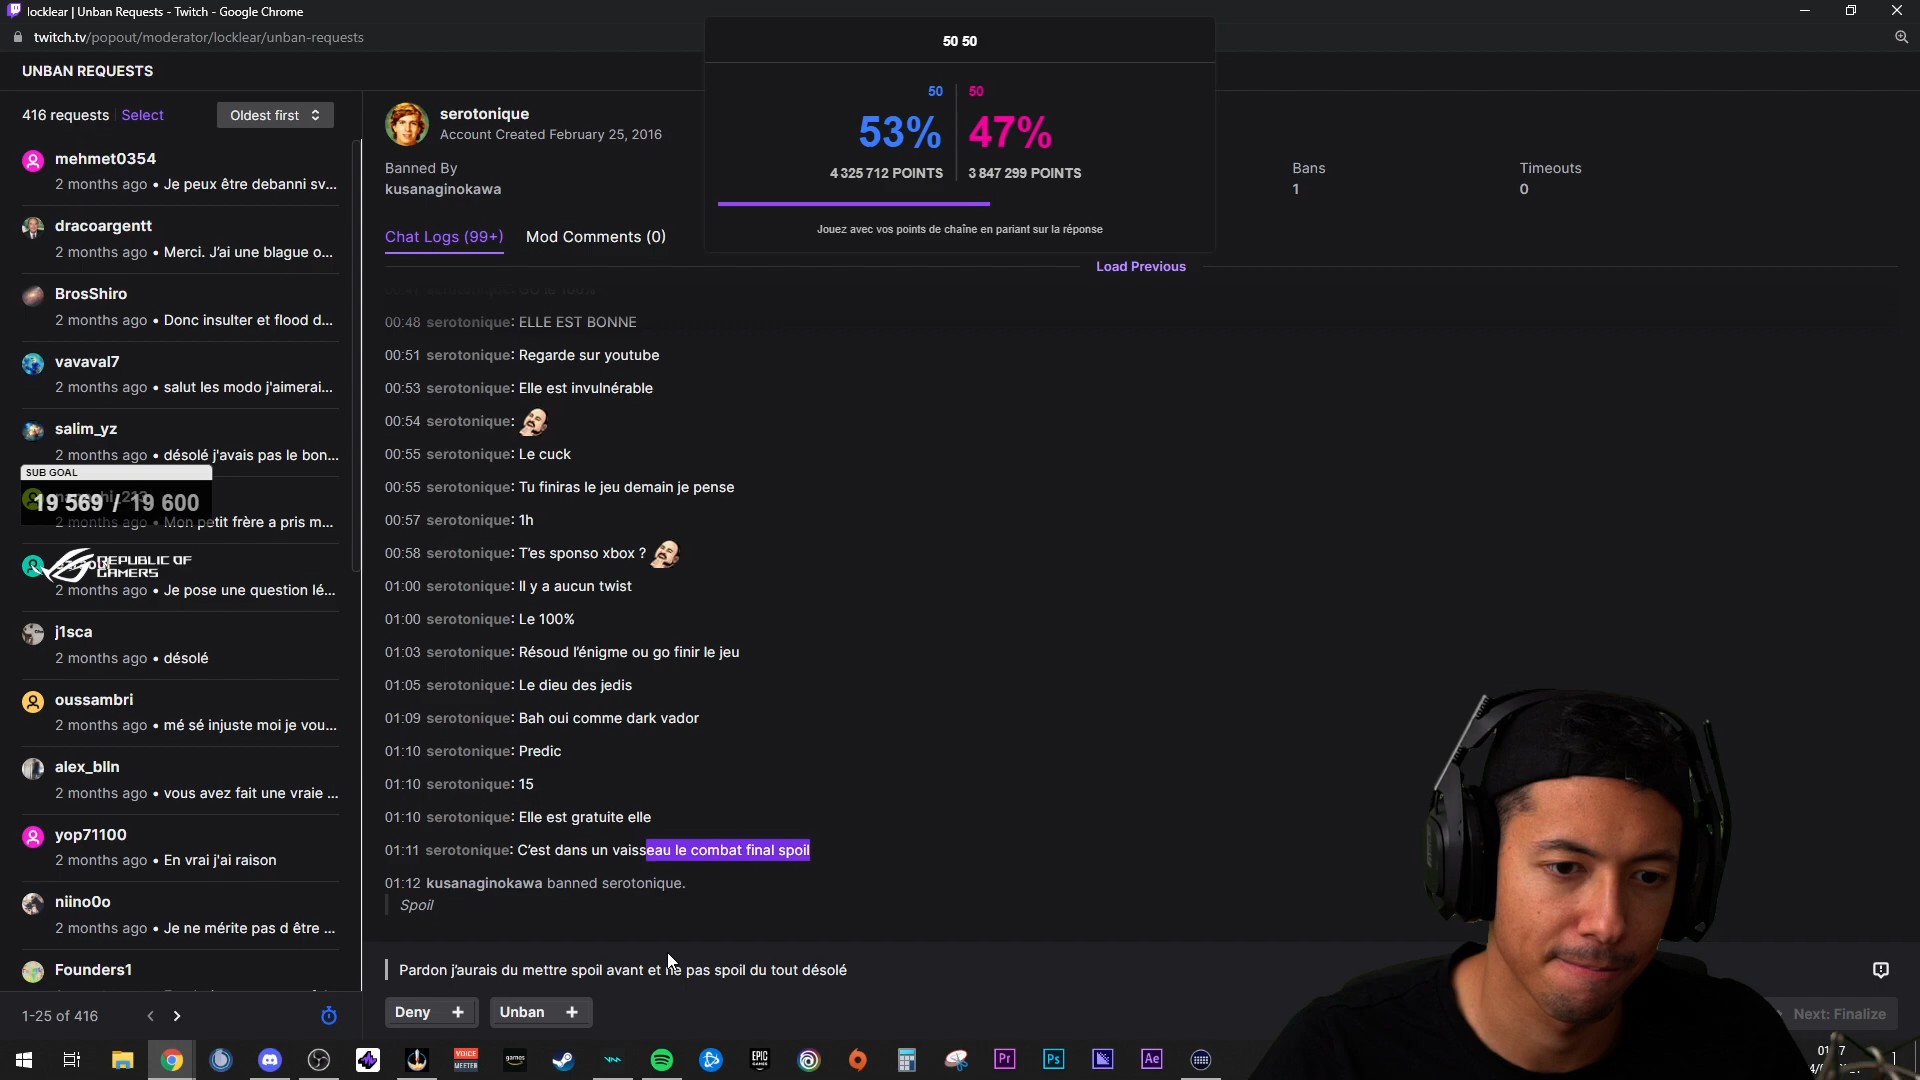 locklear | Unban Requests - Twitch - Google Chrome
twitch.tv/popout/moderator/locklear/unban-requests
UNBAN REQUESTS
416 requests Select Oldest first
mehmet0354
2 months ago • Je peux être debanni sv...
dracoargentt
2 months ago • Merci. J'ai une blague o...
BrosShiro
2 months ago • Donc insulter et flood d...
vavaval7
2 months ago • salut les modo j'aimerai...
salim_yz
2 months ago • désolé j'avais pas le bon...
SUB GOAL
19 569 / 19 600
2 months ago • Mon petit frère a pris m...
REPUBLIC OF
GAMERS
2 months ago • Je pose une question lé...
j1sca
2 months ago • désolé
oussambri
2 months ago • mé sé injuste moi je vou...
alex_blln
2 months ago • vous avez fait une vraie ...
yop71100
2 months ago • En vrai j'ai raison
niino0o
2 months ago • Je ne mérite pas d être ...
Founders1
1-25 of 416
serotonique
Account Created February 25, 2016
Banned By
kusanaginokawa
Bans
1
Timeouts
0
50 50
50 50
53% 47%
4 325 712 POINTS 3 847 299 POINTS
Jouez avec vos points de chaîne en pariant sur la réponse
Chat Logs (99+) Mod Comments (0)
Load Previous
00:48 serotonique: ELLE EST BONNE
00:51 serotonique: Regarde sur youtube
00:53 serotonique: Elle est invulnérable
00:54 serotonique:
00:55 serotonique: Le cuck
00:55 serotonique: Tu finiras le jeu demain je pense
00:57 serotonique: 1h
00:58 serotonique: T'es sponso xbox ?
01:00 serotonique: Il y a aucun twist
01:00 serotonique: Le 100%
01:03 serotonique: Résoud l'énigme ou go finir le jeu
01:05 serotonique: Le dieu des jedis
01:09 serotonique: Bah oui comme dark vador
01:10 serotonique: Predic
01:10 serotonique: 15
01:10 serotonique: Elle est gratuite elle
01:11 serotonique: C'est dans un vaisseau le combat final spoil
01:12 kusanaginokawa banned serotonique.
Spoil
Pardon j'aurais du mettre spoil avant et ne pas spoil du tout désolé
Deny + Unban +
Next: Finalize
VOICE
MEETER
amazon
GAMES
EPIC
GAMES
Pr
Ps
Ae